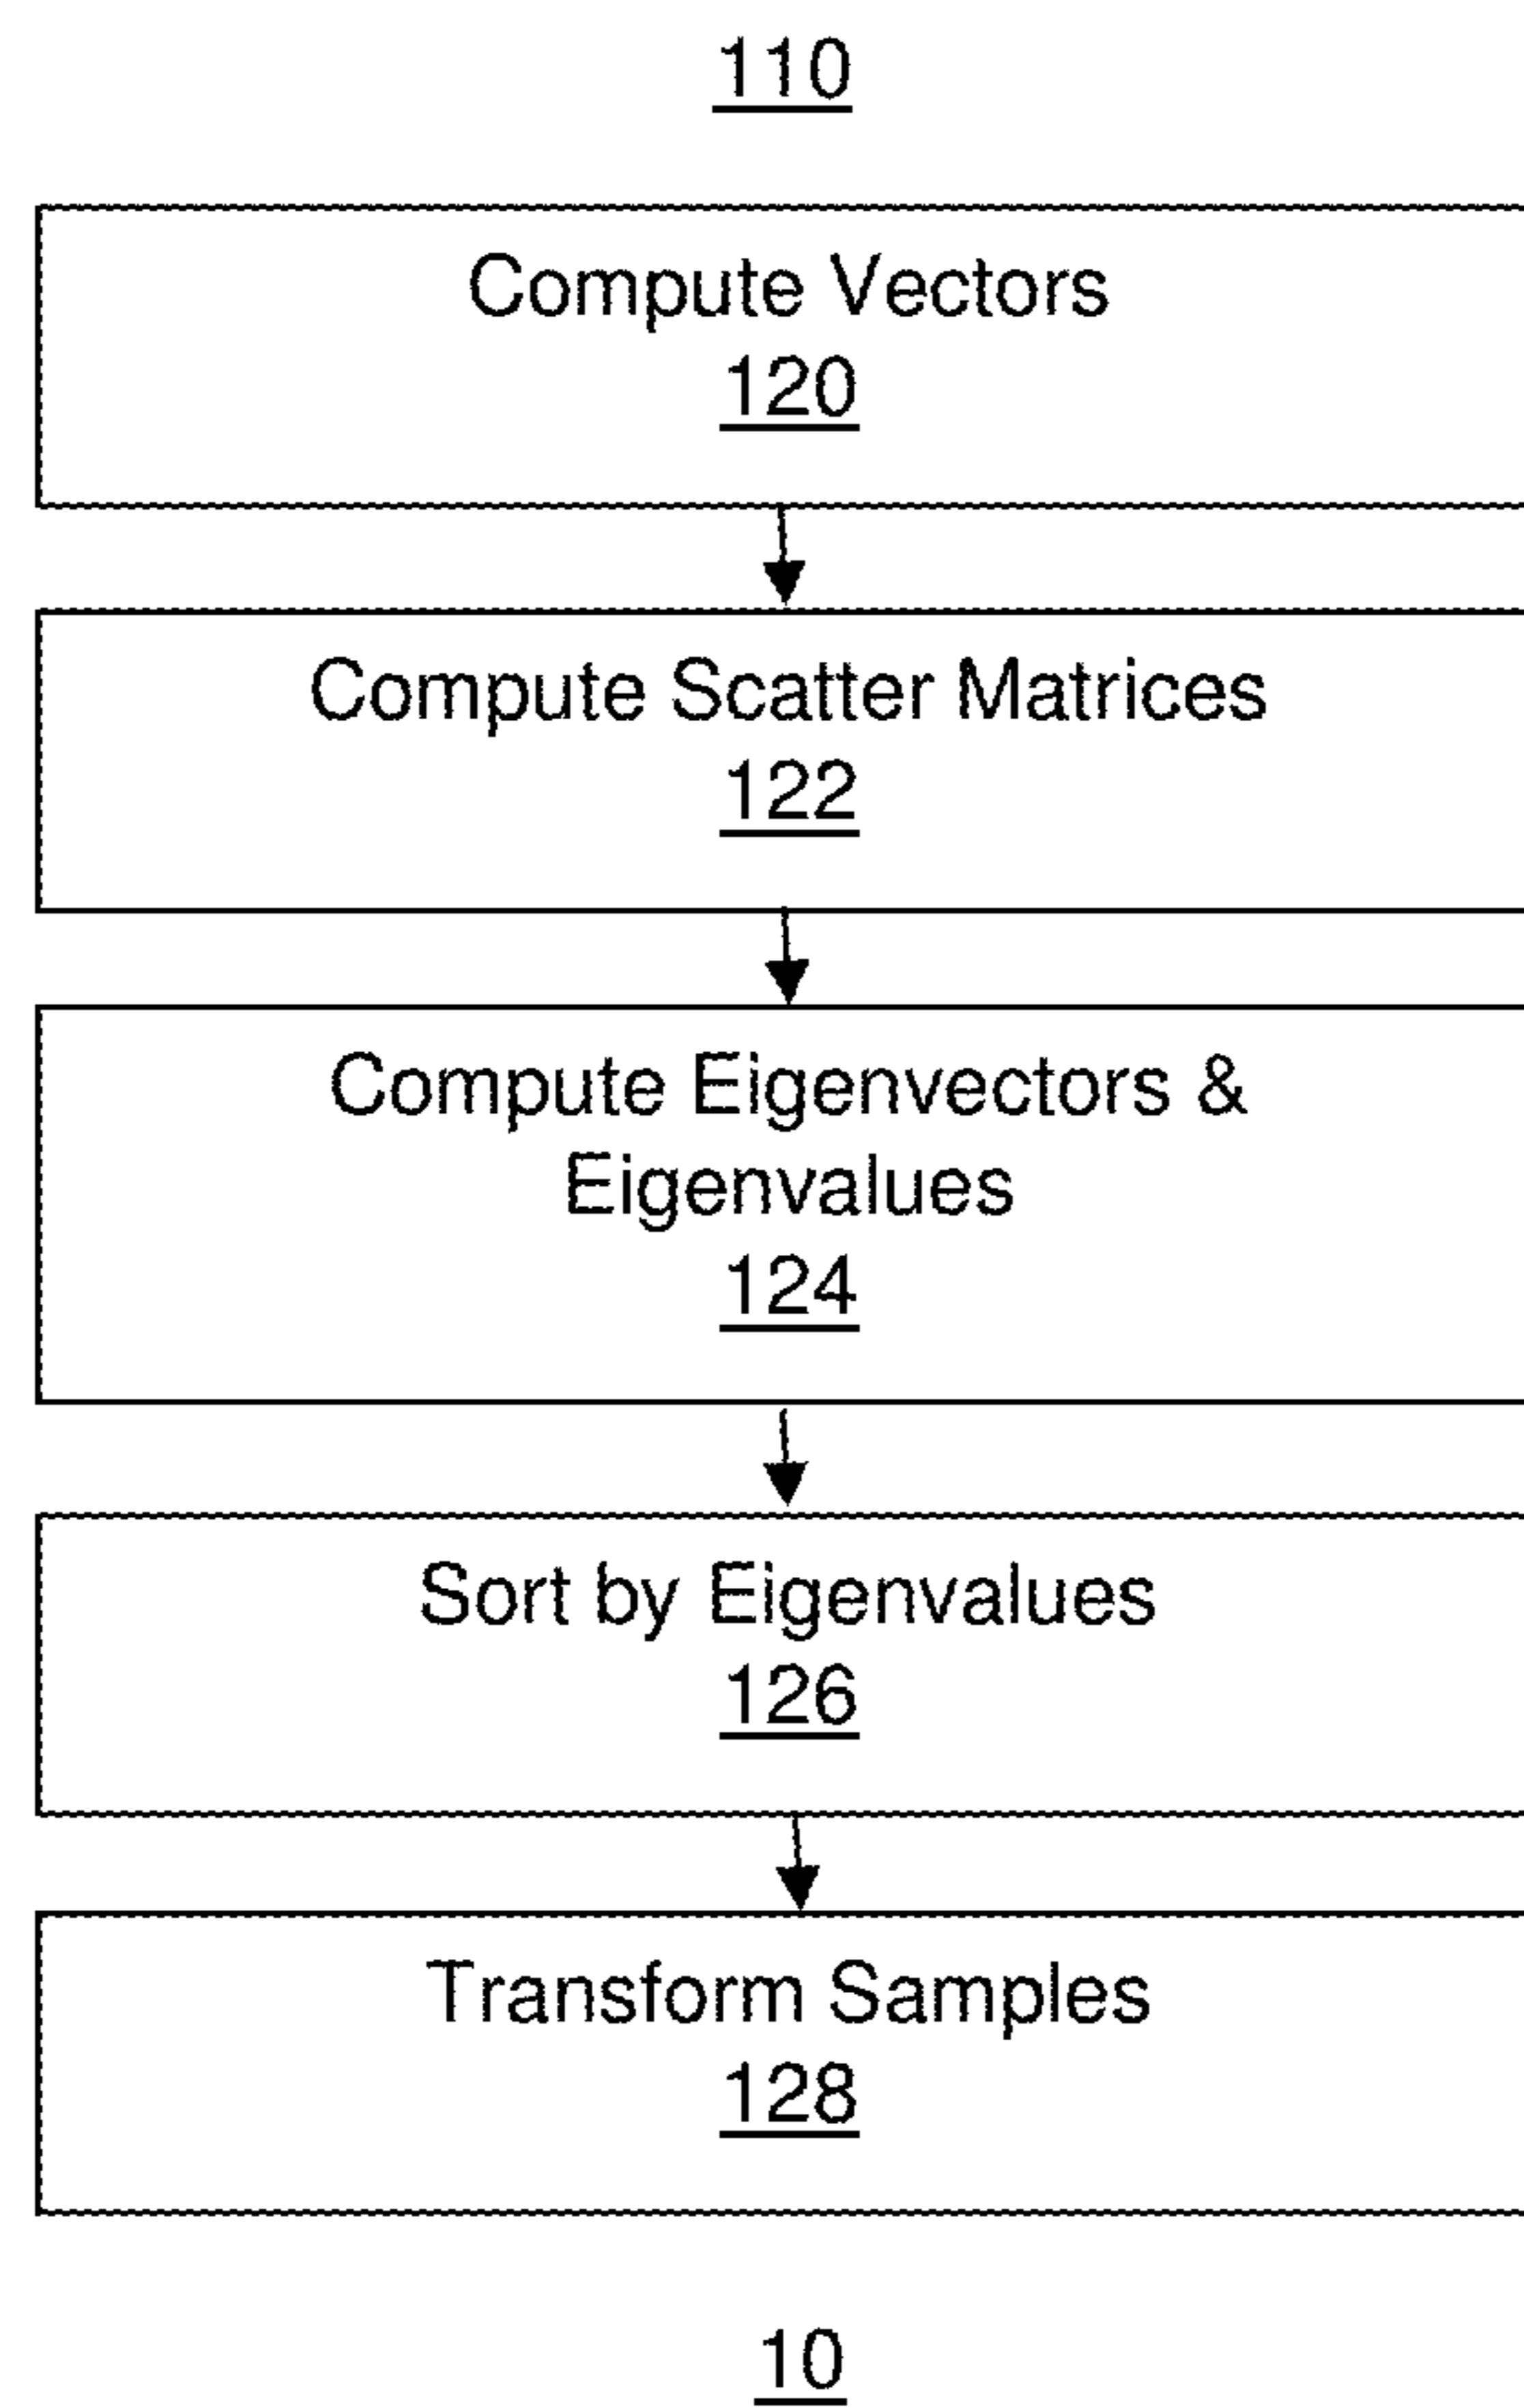 110
Compute Vectors
120
Compute Scatter Matrices
122
Compute Eigenvectors &
Eigenvalues
124
Sort by Eigenvalues
126
Transform Samples
128
10